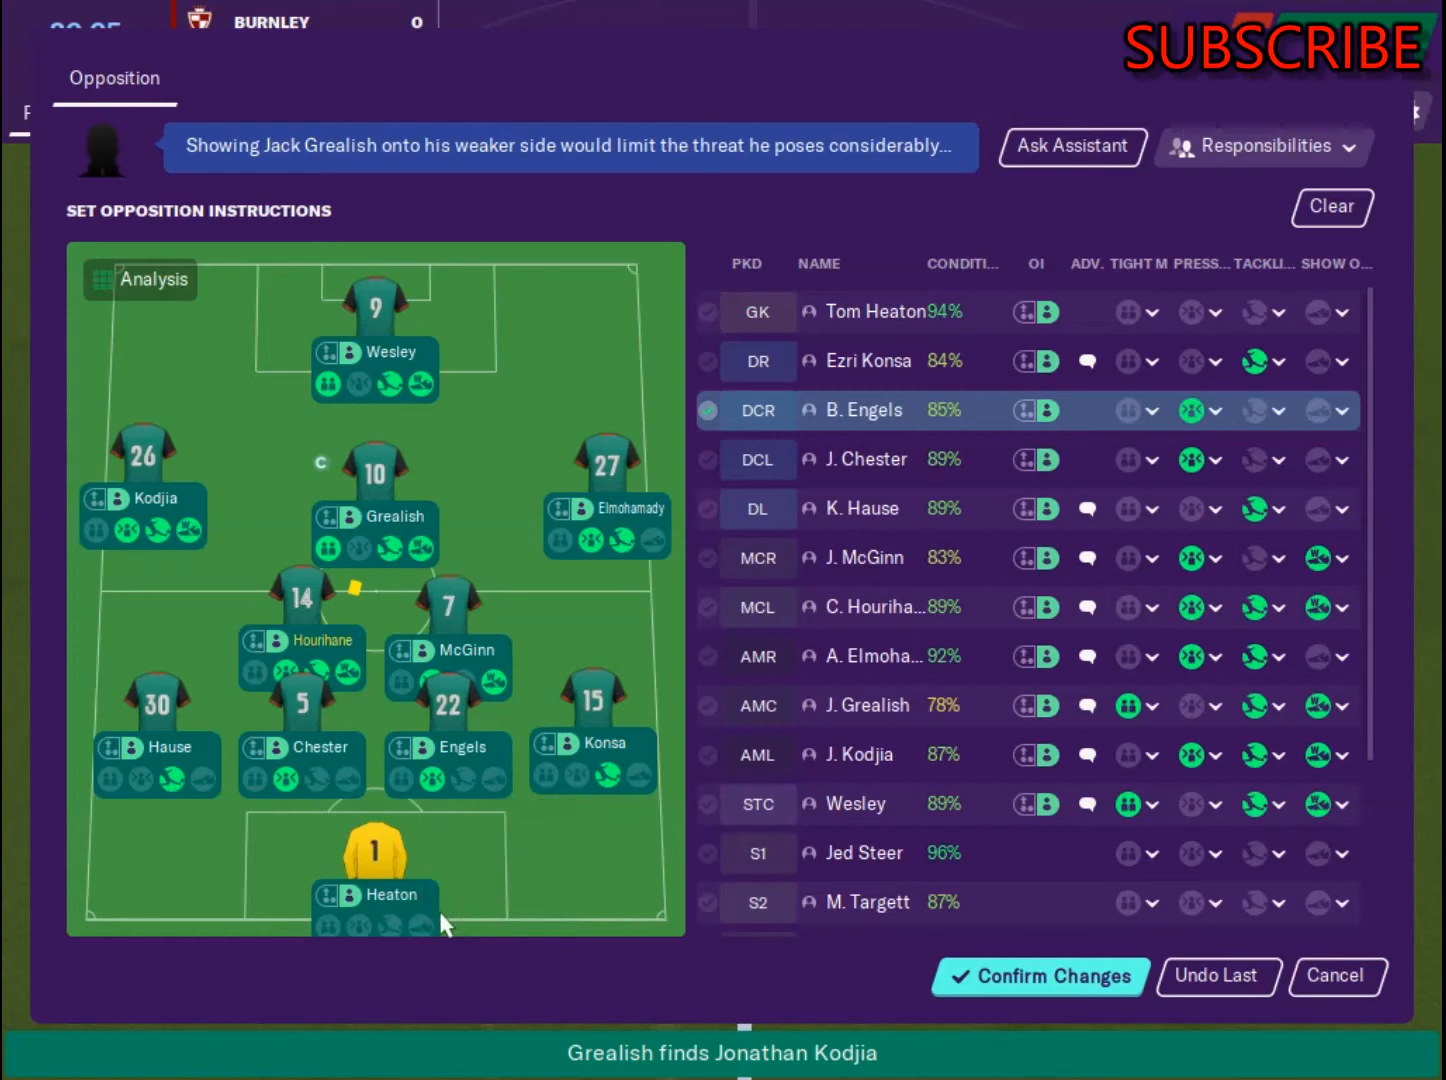 BURNLEY 0
SUBSCRIBE
Opposition
Showing Jack Grealish onto his weaker side would limit the threat he poses considerably...
Ask Assistant
Responsibilities
SET OPPOSITION INSTRUCTIONS
Clear
Analysis
9
Wesley
26
Kodjia
C
10
Grealish
27
Elmohamady
14
Hourihane
7
McGinn
30
Hause
5
Chester
22
Engels
15
Konsa
1
Heaton
PKD NAME CONDITI... OI ADV. TIGHT M PRESS... TACKLI... SHOW O...
GK Tom Heaton 94%
DR Ezri Konsa 84%
DCR B. Engels 85%
DCL J. Chester 89%
DL K. Hause 89%
MCR J. McGinn 83%
MCL C. Houriha... 89%
AMR A. Elmoha... 92%
AMC J. Grealish 78%
AML J. Kodjia 87%
STC Wesley 89%
S1 Jed Steer 96%
S2 M. Targett 87%
Confirm Changes
Undo Last
Cancel
Grealish finds Jonathan Kodjia